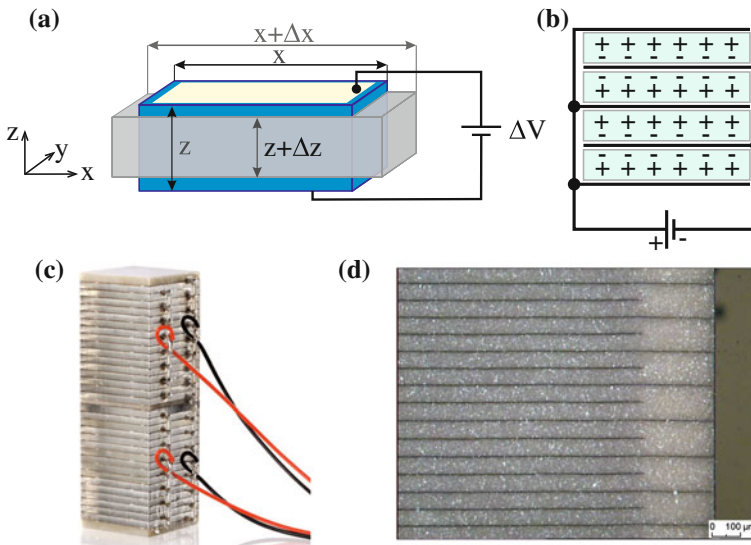 (a)
x+Δx
x
z
z+Δz
ΔV
z
y
x
(b)
+ + + + + +
- - - - - -
- - - - - -
+ + + + + +
+ + + + + +
- - - - - -
- - - - - -
+ + + + + +
+ -
(c)
(d)
0 100 µm